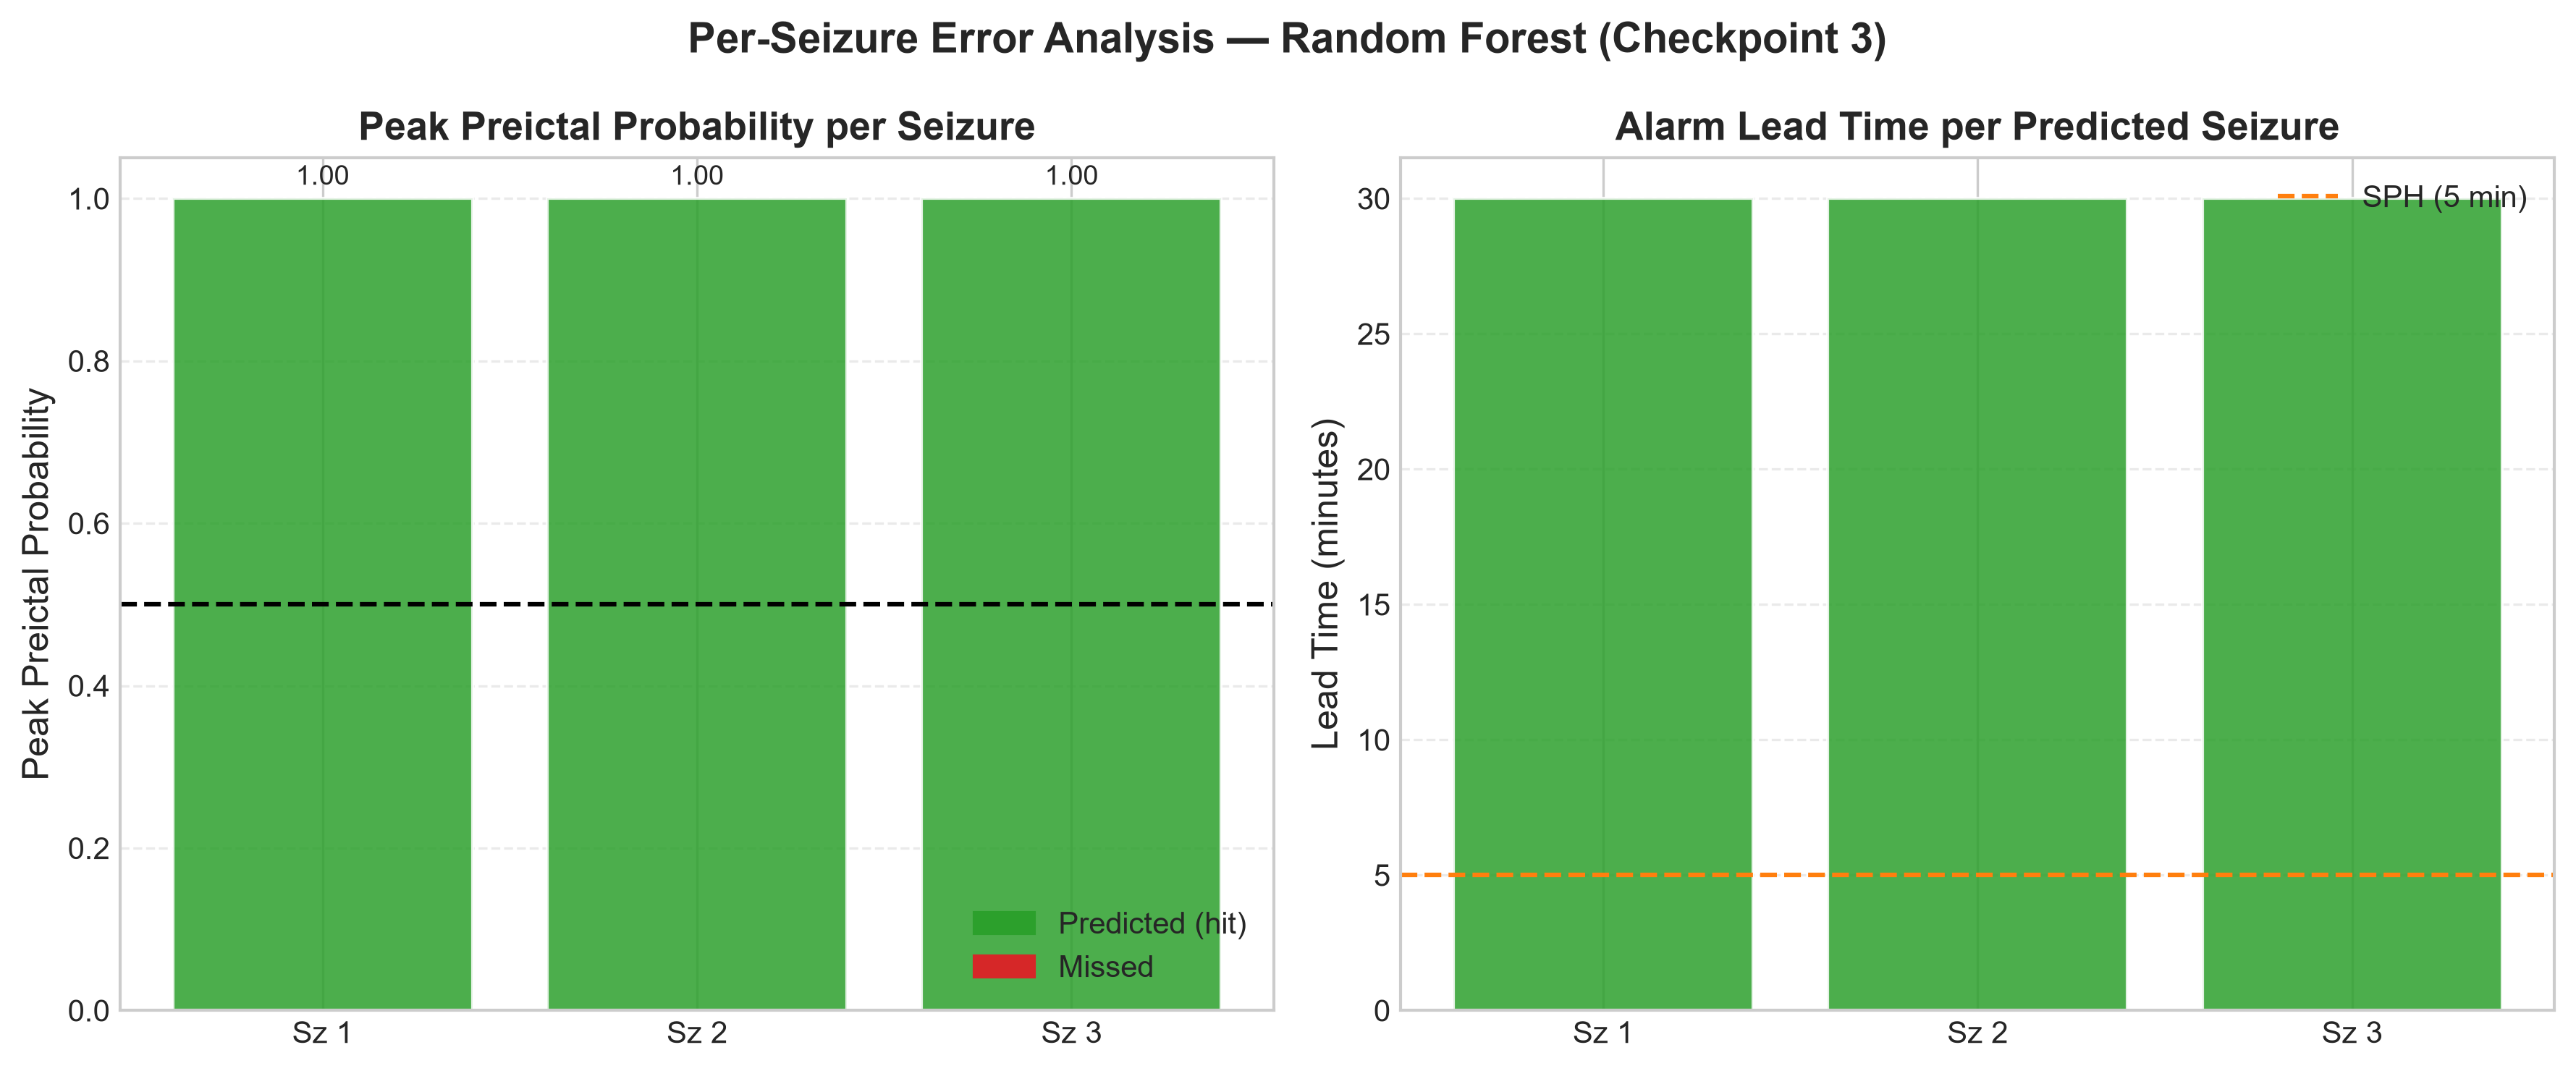 Per-Seizure Error Analysis — Random Forest (Checkpoint 3)
Peak Preictal Probability per Seizure
Peak Preictal Probability
1.0
0.8
0.6
0.4
0.2
0.0
1.00
1.00
1.00
Predicted (hit)
Missed
Sz 1
Sz 2
Sz 3
Alarm Lead Time per Predicted Seizure
Lead Time (minutes)
30
25
20
15
10
5
0
SPH (5 min)
Sz 1
Sz 2
Sz 3